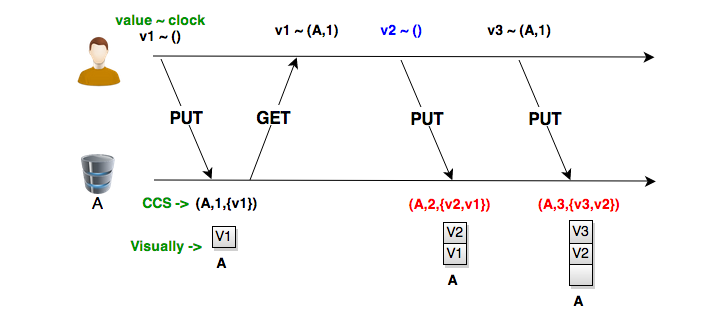 value ~ clock
v1 ~ () v1 ~ (A,1) v2 ~ () v3 ~ (A,1)
PUT GET PUT PUT
A
CCS -> (A,1,{v1}) (A,2,{v2,v1}) (A,3,{v3,v2})
Visually -> V1 V2 V3
V1 V2
A A A